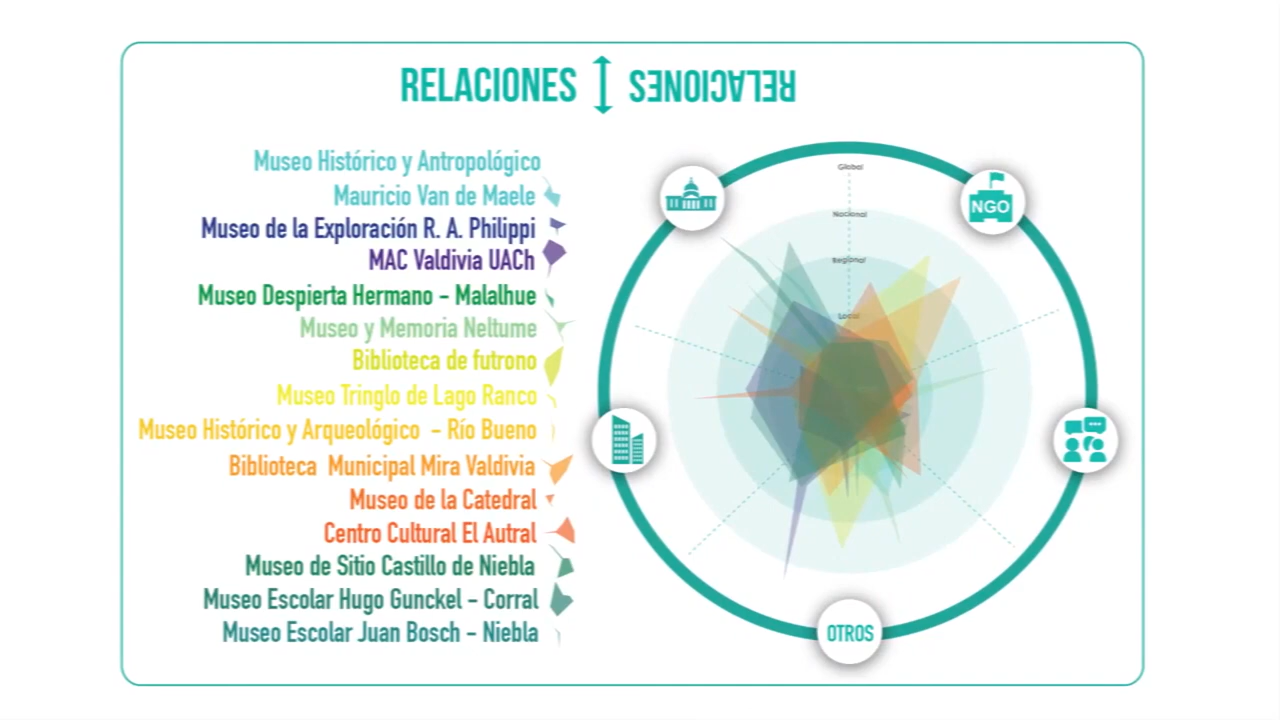 RELACIONES
RELACIONES
Museo Histórico y Antropológico
Mauricio Van de Maele
Museo de la Exploración R. A. Philippi
MAC Valdivia UACh
Museo Despierta Hermano - Malalhue
Museo y Memoria Neltume
Biblioteca de futrono
Museo Tringlo de Lago Ranco
Museo Histórico y Arqueológico - Río Bueno
Biblioteca Municipal Mira Valdivia
Museo de la Catedral
Centro Cultural El Autral
Museo de Sitio Castillo de Niebla
Museo Escolar Hugo Gunckel - Corral
Museo Escolar Juan Bosch - Niebla
Global
Nacional
Regional
Local
NGO
OTROS